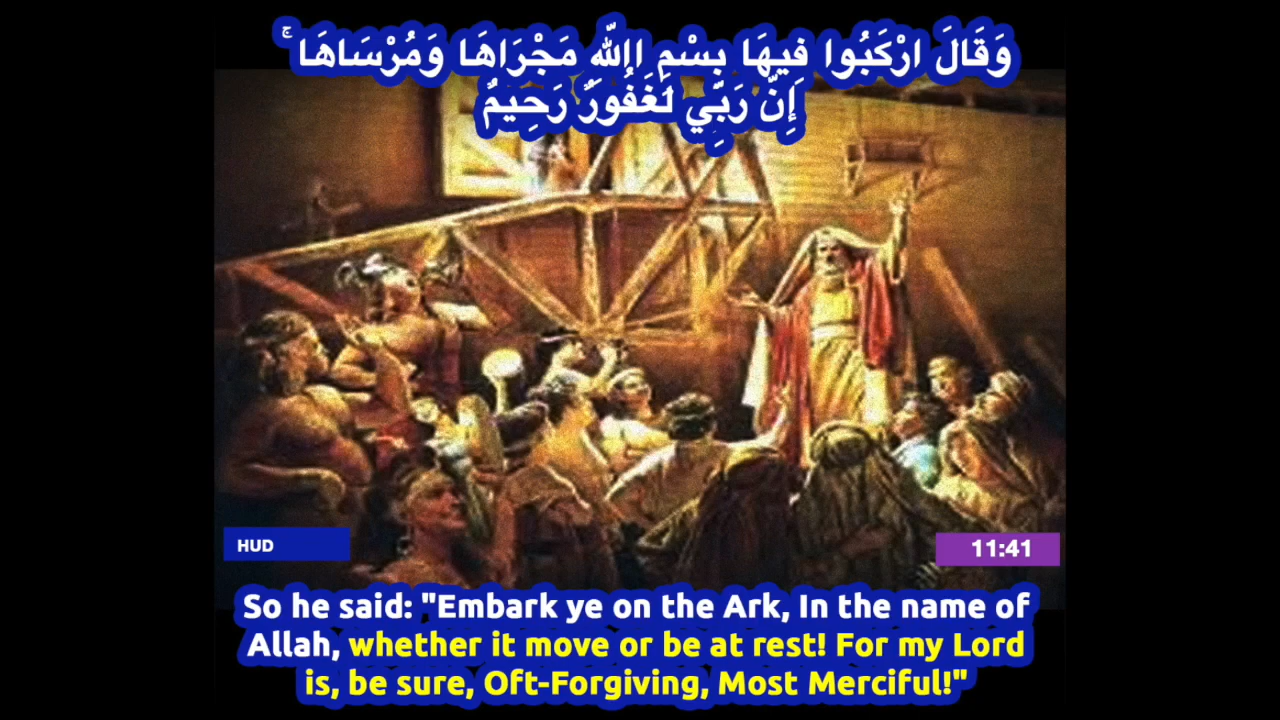 وَقَالَ ارْكَبُوا فِيهَا بِسْمِ اللَّهِ مَجْرَاهَا وَمُرْسَاهَا ۚ
إِنَّ رَبِّي لَغَفُورٌ رَحِيمٌ
HUD
11:41
So he said: "Embark ye on the Ark, In the name of
Allah, whether it move or be at rest! For my Lord
is, be sure, Oft-Forgiving, Most Merciful!"